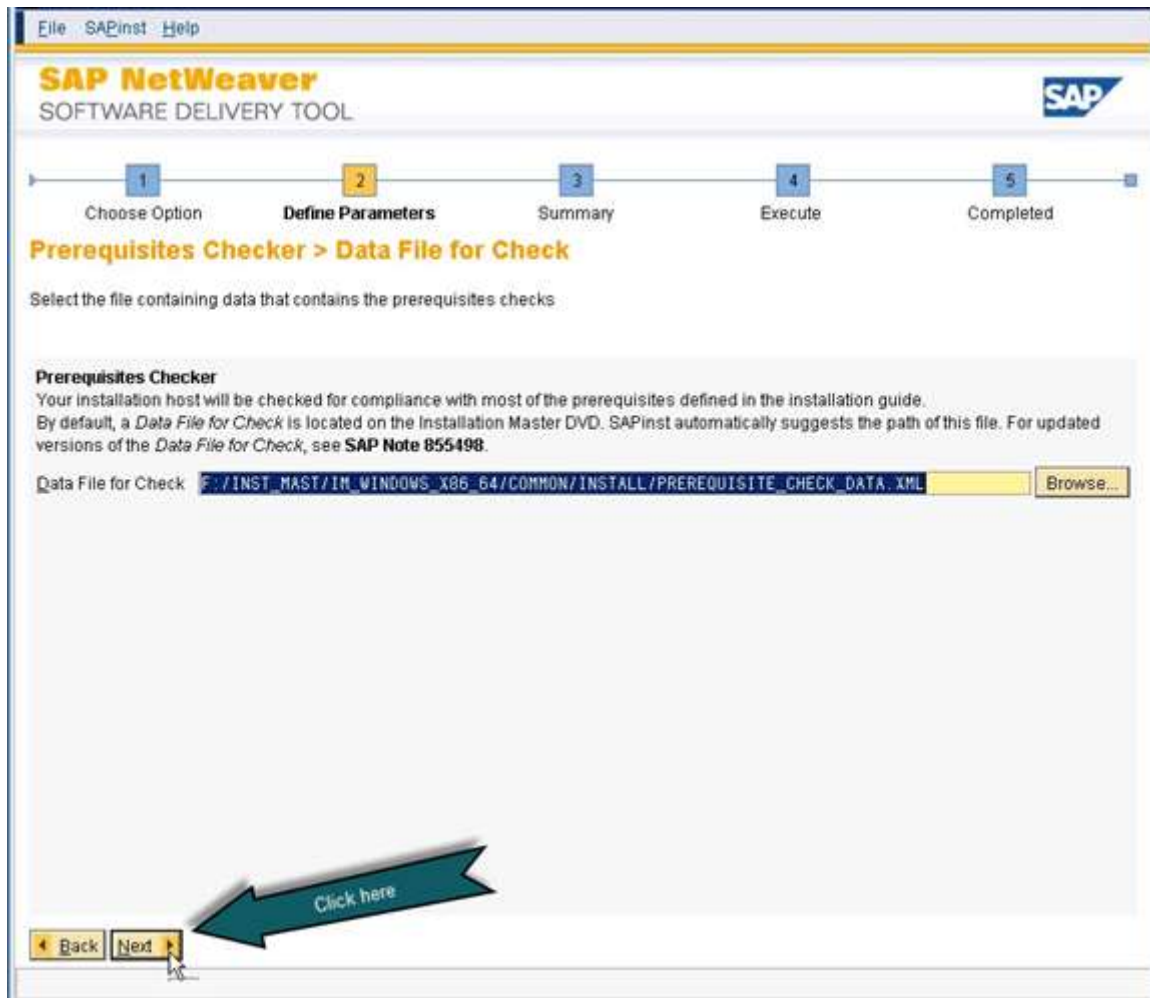 File SAPinst Help
SAP NetWeaver
SOFTWARE DELIVERY TOOL
SAP
1 2 3 4 5
Choose Option Define Parameters Summary Execute Completed
Prerequisites Checker > Data File for Check
Select the file containing data that contains the prerequisites checks
Prerequisites Checker
Your installation host will be checked for compliance with most of the prerequisites defined in the installation guide.
By default, a Data File for Check is located on the Installation Master DVD. SAPinst automatically suggests the path of this file. For updated
versions of the Data File for Check, see SAP Note 855498.
Data File for Check F:/INST_MAST/IM_WINDOWS_X86_64/COMMON/INSTALL/PREREQUISITE_CHECK_DATA.XML Browse...
Click here
Back Next